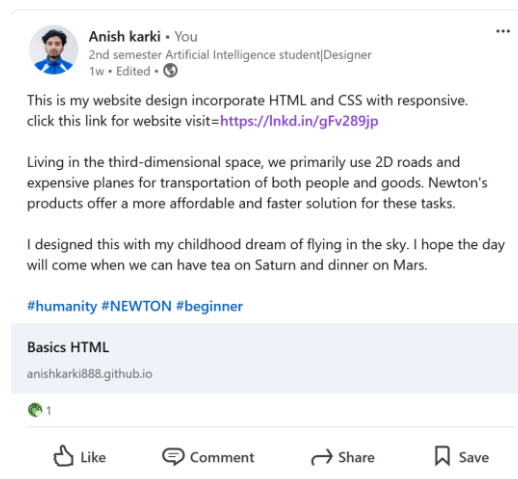 Anish karki • You
2nd semester Artificial Intelligence student|Designer
1w • Edited •
This is my website design incorporate HTML and CSS with responsive.
click this link for website visit=https://lnkd.in/gFv289jp
Living in the third-dimensional space, we primarily use 2D roads and
expensive planes for transportation of both people and goods. Newton's
products offer a more affordable and faster solution for these tasks.
I designed this with my childhood dream of flying in the sky. I hope the day
will come when we can have tea on Saturn and dinner on Mars.
#humanity #NEWTON #beginner
Basics HTML
anishkarki888.github.io
1
Like Comment Share Save